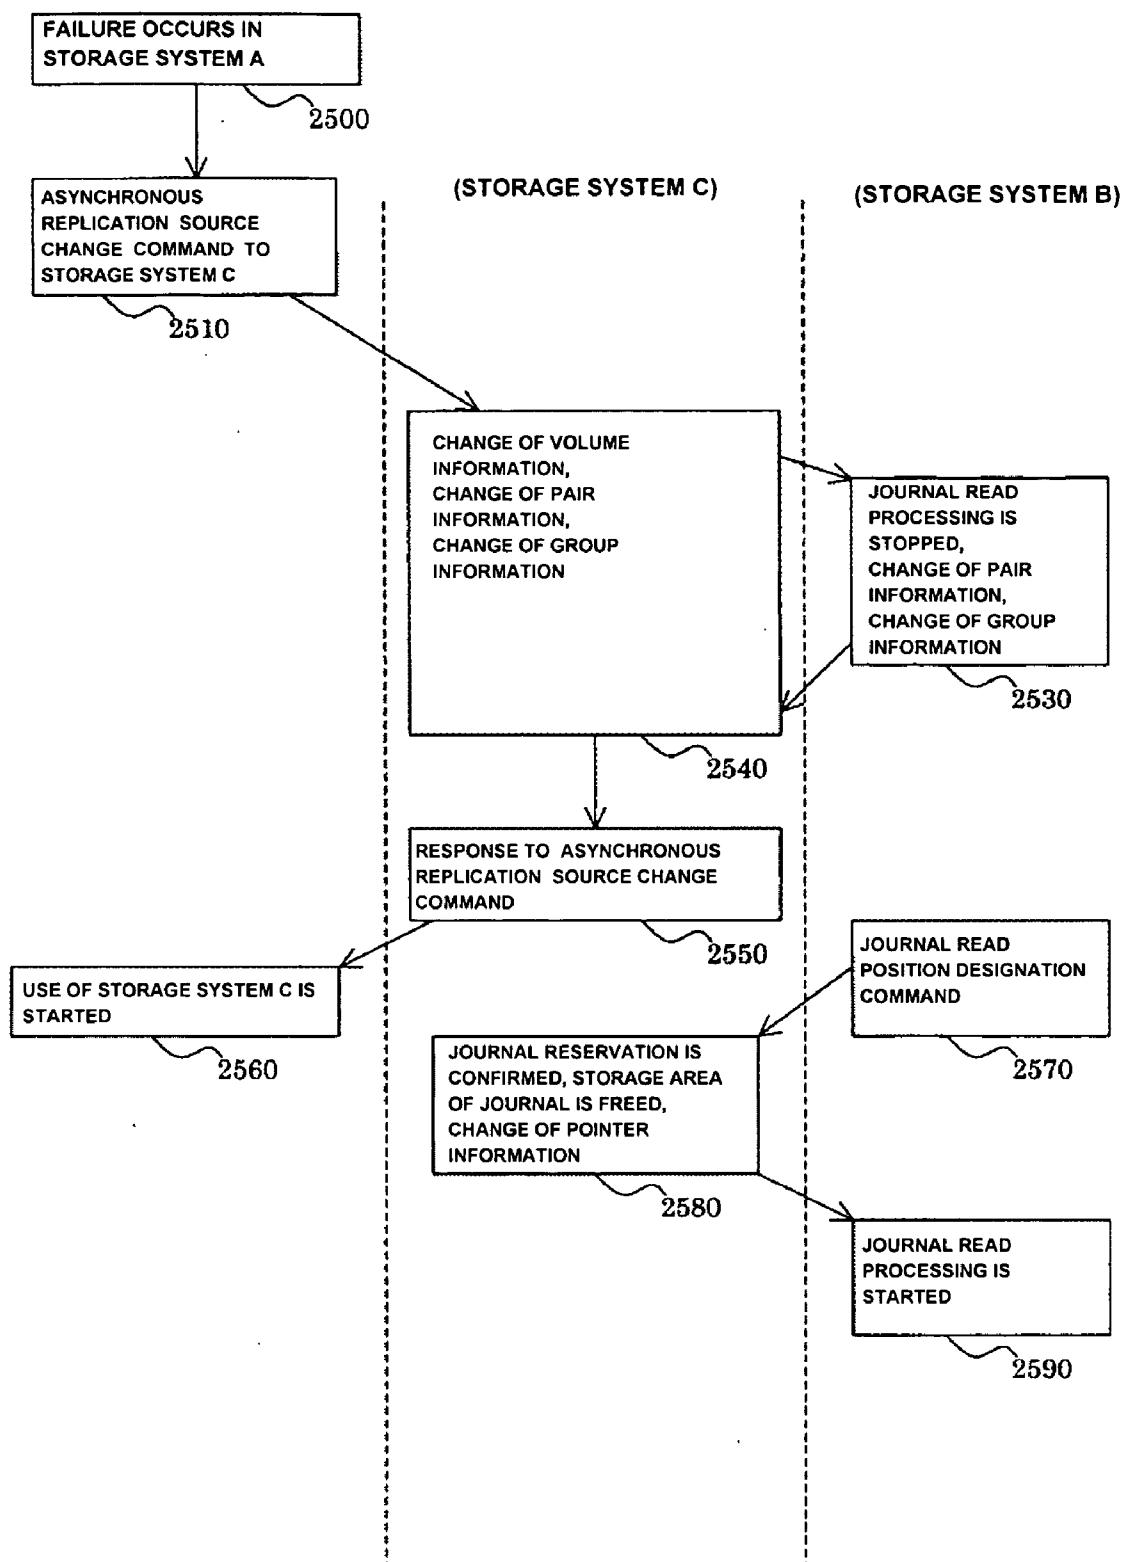 FAILURE OCCURS IN
STORAGE SYSTEM A
2500
ASYNCHRONOUS
REPLICATION SOURCE
CHANGE COMMAND TO
STORAGE SYSTEM C
2510
(STORAGE SYSTEM C)
(STORAGE SYSTEM B)
CHANGE OF VOLUME
INFORMATION,
CHANGE OF PAIR
INFORMATION,
CHANGE OF GROUP
INFORMATION
2540
JOURNAL READ
PROCESSING IS
STOPPED,
CHANGE OF PAIR
INFORMATION,
CHANGE OF GROUP
INFORMATION
2530
RESPONSE TO ASYNCHRONOUS
REPLICATION SOURCE CHANGE
COMMAND
2550
USE OF STORAGE SYSTEM C IS
STARTED
2560
JOURNAL READ
POSITION DESIGNATION
COMMAND
2570
JOURNAL RESERVATION IS
CONFIRMED, STORAGE AREA
OF JOURNAL IS FREED,
CHANGE OF POINTER
INFORMATION
2580
JOURNAL READ
PROCESSING IS
STARTED
2590